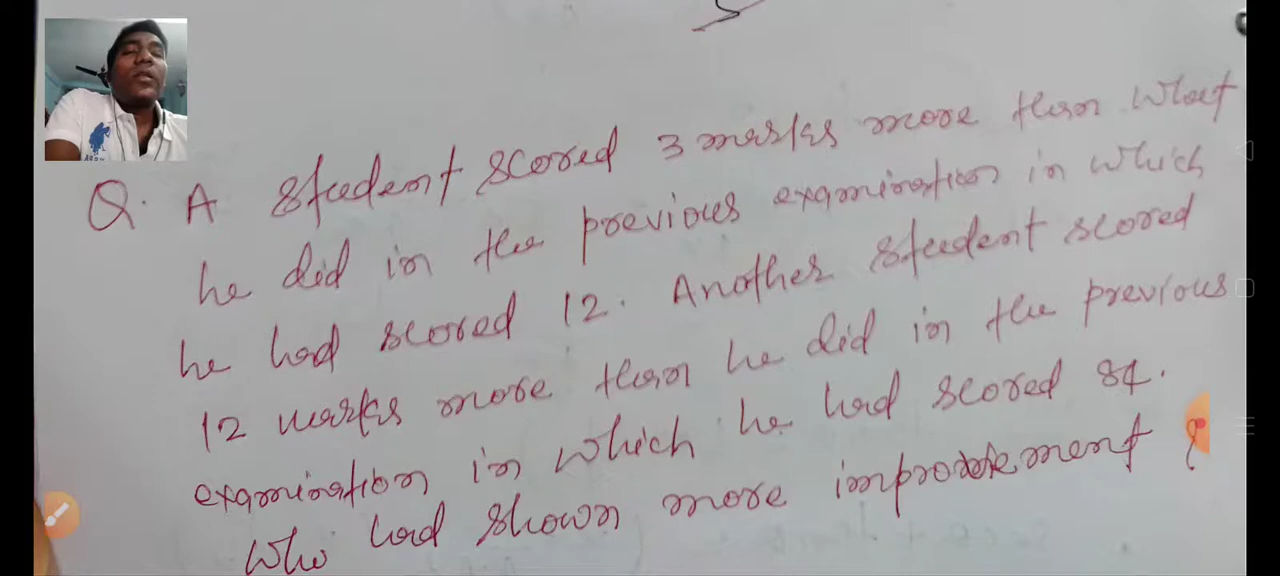 Q. A student scored 3 marks more than what
he did in the previous examination in which
he had scored 12. Another student scored
12 marks more than he did in the previous
examination in which he had scored 84.
Who had shown more improvement ?